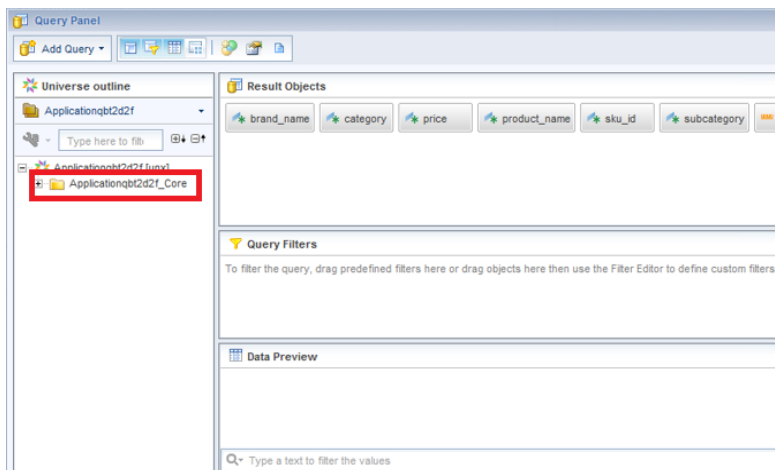 Query Panel
Add Query
Universe outline
Applicationqbt2d2f
Type here to filt
Applicationqbt2d2f [unx]
Applicationqbt2d2f_Core
Result Objects
brand_name category price product_name sku_id subcategory
Query Filters
To filter the query, drag predefined filters here or drag objects here then use the Filter Editor to define custom filters
Data Preview
Type a text to filter the values